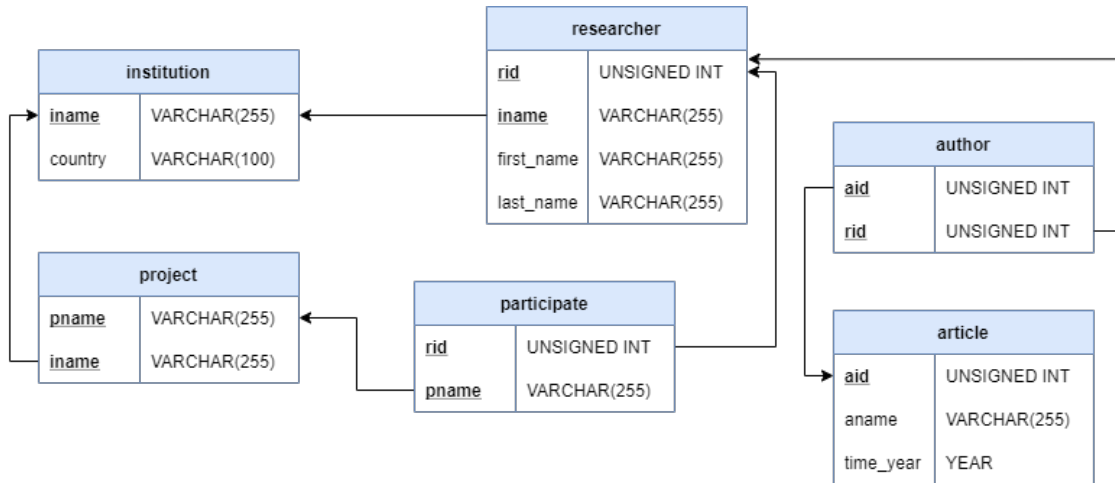 institution
iname VARCHAR(255)
country VARCHAR(100)
researcher
rid UNSIGNED INT
iname VARCHAR(255)
first_name VARCHAR(255)
last_name VARCHAR(255)
author
aid UNSIGNED INT
rid UNSIGNED INT
project
pname VARCHAR(255)
iname VARCHAR(255)
participate
rid UNSIGNED INT
pname VARCHAR(255)
article
aid UNSIGNED INT
aname VARCHAR(255)
time_year YEAR